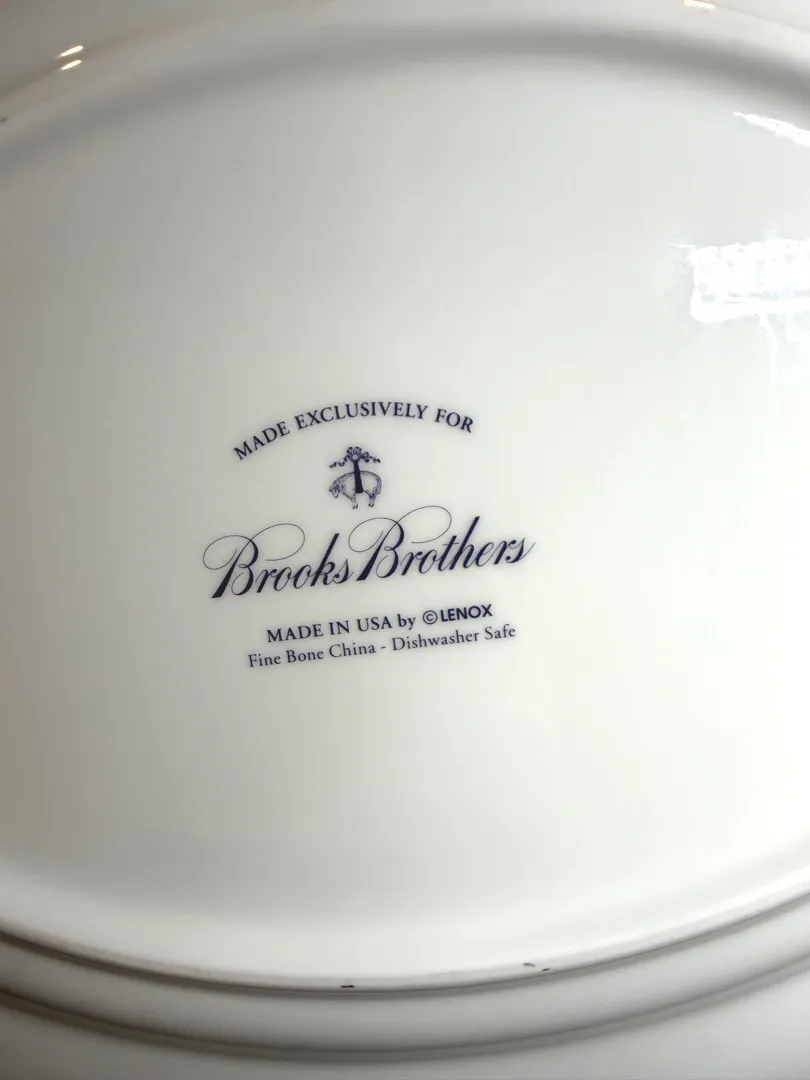 MADE EXCLUSIVELY FOR
Brooks Brothers
MADE IN USA by ©LENOX
Fine Bone China - Dishwasher Safe